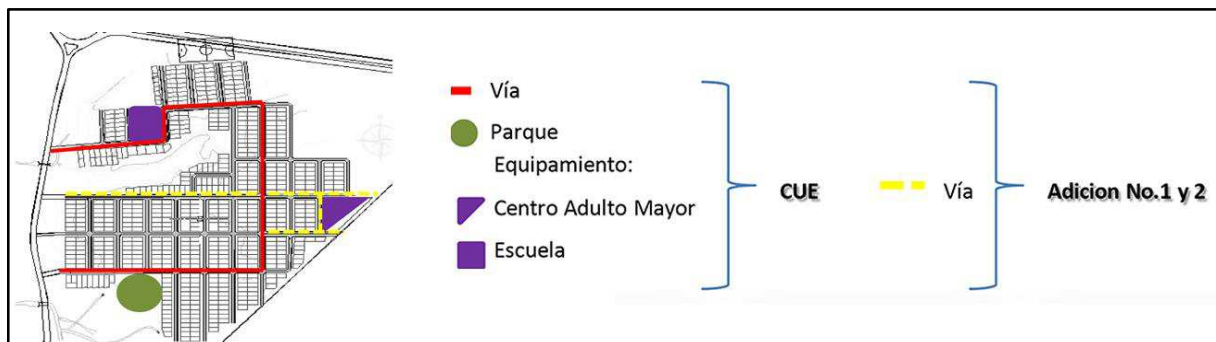 Vía
Parque
Equipamiento:
Centro Adulto Mayor
Escuela
CUE
Vía
Adicion No.1 y 2